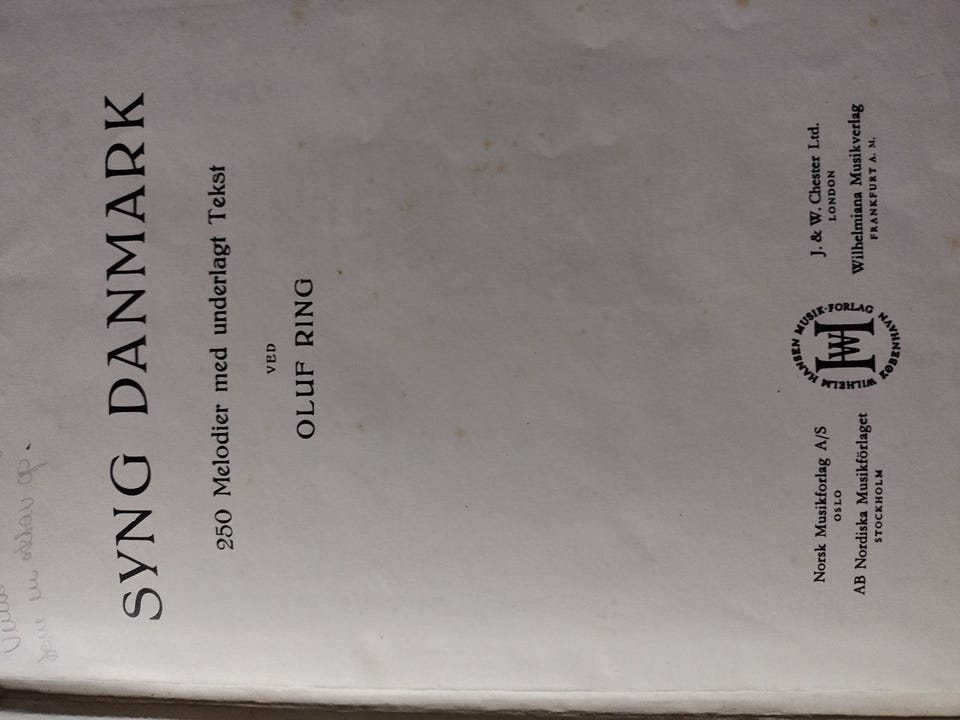 SYNG DANMARK
250 Melodier med underlagt Tekst
VED
OLUF RING
Norsk Musikforlag A/S
OSLO
AB Nordiska Musikförlaget
STOCKHOLM
WILHELM HANSEN MUSIK-FORLAG
KØBENHAVN
WH
J. & W. Chester Ltd.
LONDON
Wilhelmiana Musikverlag
FRANKFURT A. M.